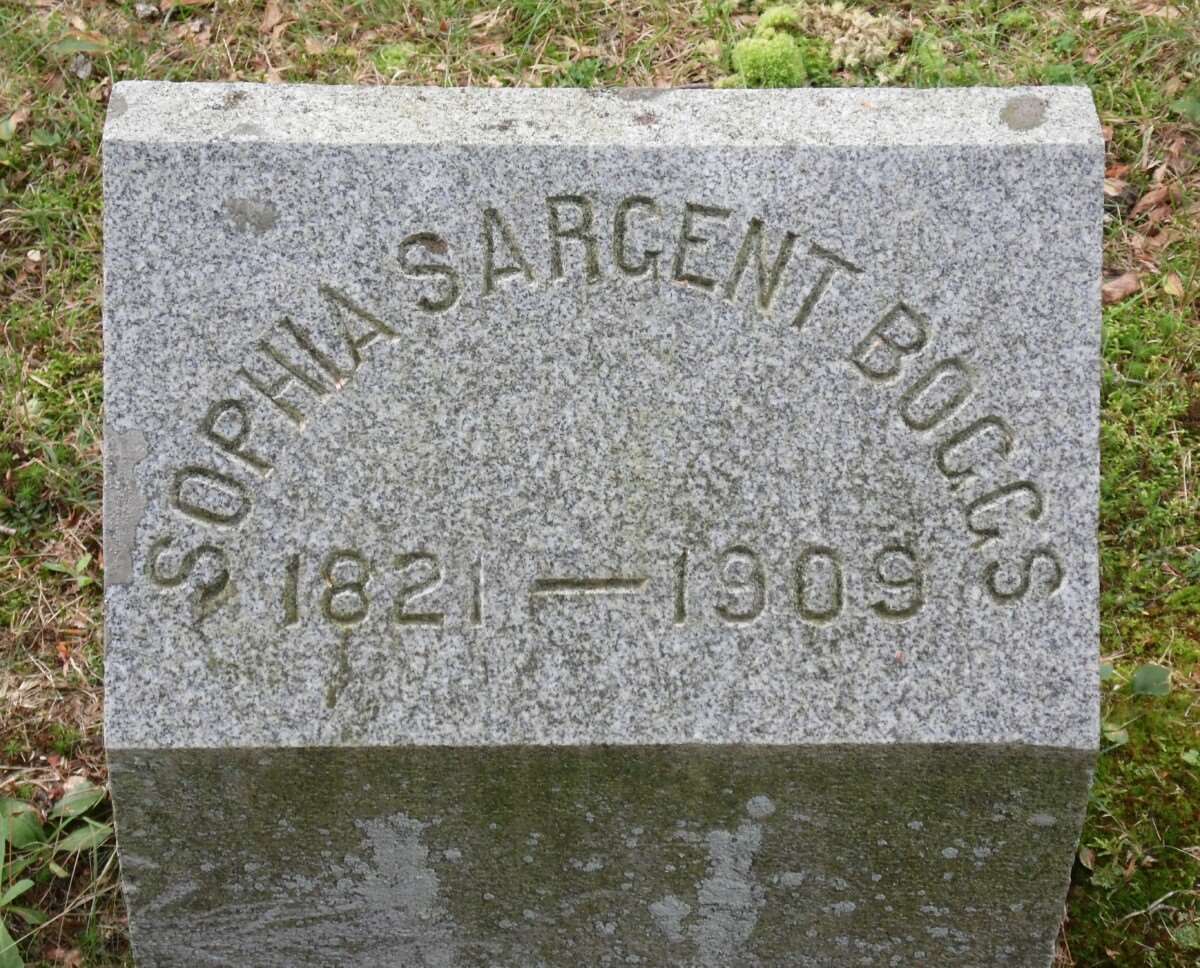 SOPHIA SARGENT BOGGS
1821 — 1909